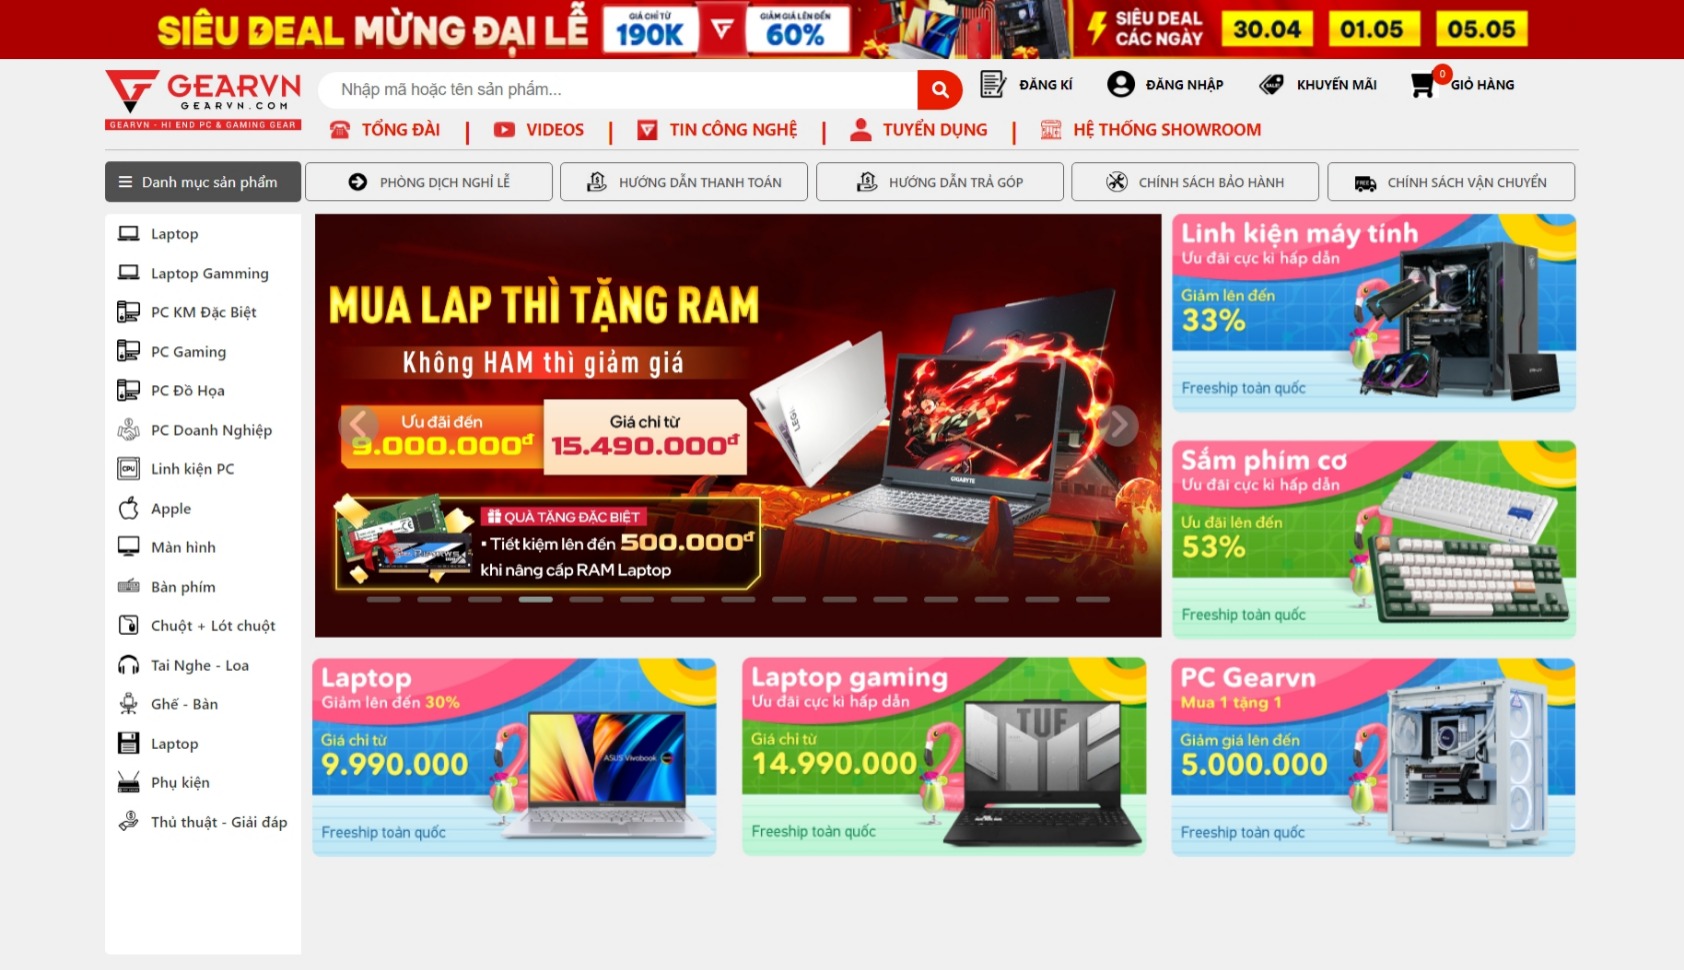 SIÊU DEAL MỪNG ĐẠI LỄ
GIÁ CHỈ TỪ
190K
GIẢM GIÁ LÊN ĐẾN
60%
SIÊU DEAL
CÁC NGÀY
30.04
01.05
05.05
GEARVN
GEARVN.COM
GEARVN - HI END PC & GAMING GEAR
Nhập mã hoặc tên sản phẩm...
ĐĂNG KÍ
ĐĂNG NHẬP
SALE
KHUYẾN MÃI
0
GIỎ HÀNG
TỔNG ĐÀI
VIDEOS
TIN CÔNG NGHỆ
TUYỂN DỤNG
HỆ THỐNG SHOWROOM
Danh mục sản phẩm
PHÒNG DỊCH NGHỈ LỄ
HƯỚNG DẪN THANH TOÁN
HƯỚNG DẪN TRẢ GÓP
CHÍNH SÁCH BẢO HÀNH
FREE
CHÍNH SÁCH VẬN CHUYỂN
Laptop
Laptop Gamming
PC KM Đặc Biệt
PC Gaming
PC Đồ Họa
PC Doanh Nghiệp
CPU
Linh kiện PC
Apple
Màn hình
Bàn phím
Chuột + Lót chuột
Tai Nghe - Loa
Ghế - Bàn
Laptop
Phụ kiện
Thủ thuật - Giải đáp
MUA LAP THÌ TẶNG RAM
Không HAM thì giảm giá
Ưu đãi đến
9.000.000đ
Giá chỉ từ
15.490.000đ
QUÀ TẶNG ĐẶC BIỆT
• Tiết kiệm lên đến 500.000đ
khi nâng cấp RAM Laptop
LEGI
GIGABYTE
Linh kiện máy tính
Ưu đãi cực kì hấp dẫn
Giảm lên đến
33%
Freeship toàn quốc
Sắm phím cơ
Ưu đãi cực kì hấp dẫn
Ưu đãi lên đến
53%
Freeship toàn quốc
Laptop
Giảm lên đến 30%
Giá chỉ từ
9.990.000
ASUS Vivobook
Freeship toàn quốc
Laptop gaming
Ưu đãi cực kì hấp dẫn
Giá chỉ từ
14.990.000
TUF
Freeship toàn quốc
PC Gearvn
Mua 1 tặng 1
Giảm giá lên đến
5.000.000
Freeship toàn quốc